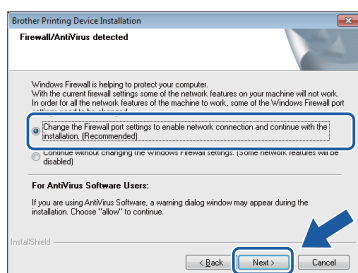 Brother Printing Device Installation
Firewall/AntiVirus detected
Windows Firewall is helping to protect your computer.
With the current firewall settings some of the network features on your machine will not work.
In order for all the network features of the machine to work, some of the Windows Firewall port
Change the Firewall port settings to enable network connection and continue with the
installation. (Recommended)
Continue without changing the Windows Firewall settings. (Some network features will be
disabled)
For AntiVirus Software Users:
If you are using AntiVirus Software, a warning dialog window may appear during the
installation. Choose "allow" to continue.
InstallShield
< Back
Next >
Cancel